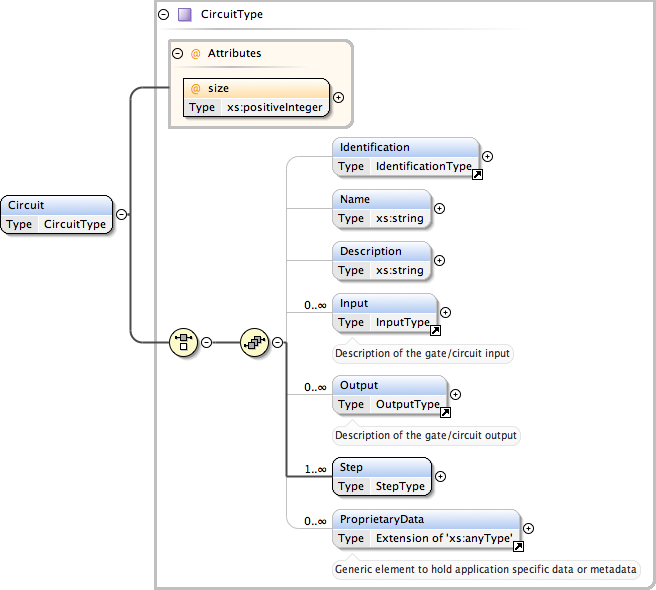 CircuitType
@ Attributes
@ size
Type xs:positiveInteger
Identification
Type IdentificationType
Circuit
Type CircuitType
Name
Type xs:string
Description
Type xs:string
0..∞ Input
Type InputType
Description of the gate/circuit input
0..∞ Output
Type OutputType
Description of the gate/circuit output
1..∞ Step
Type StepType
0..∞ ProprietaryData
Type Extension of 'xs:anyType'
Generic element to hold application specific data or metadata